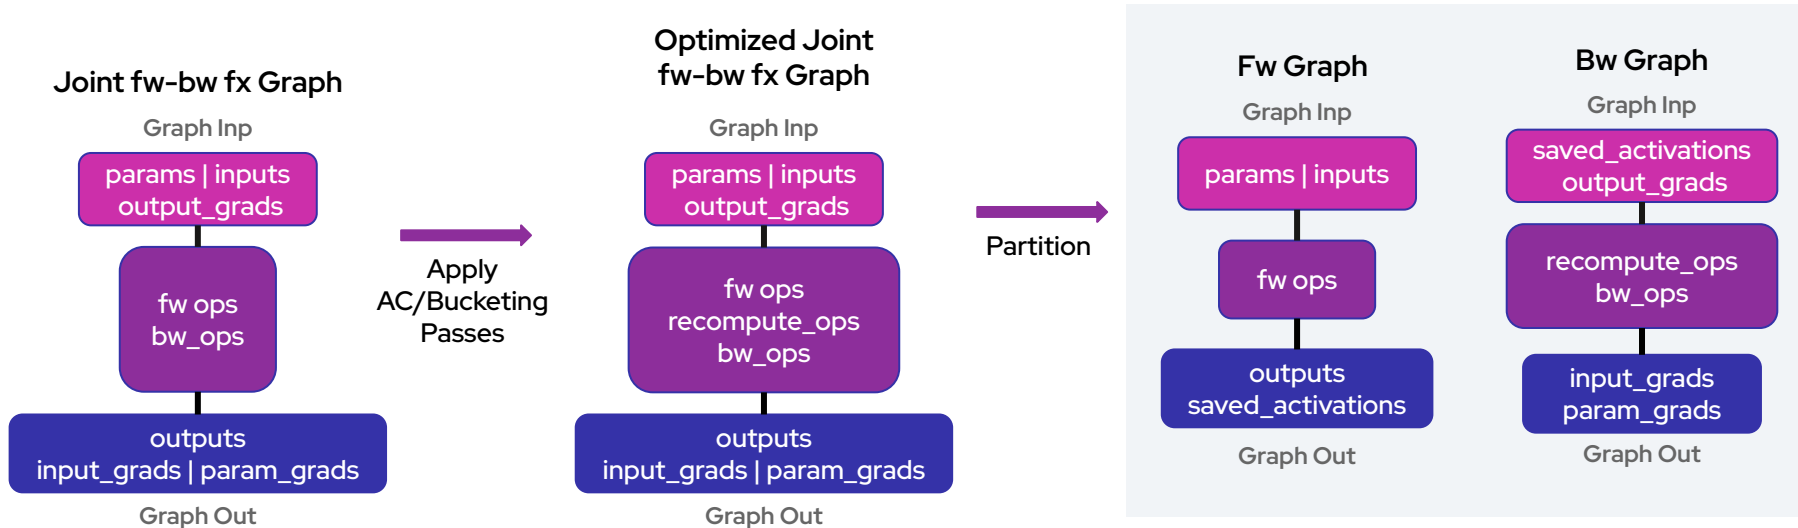 Joint fw-bw fx Graph
Graph Inp
params | inputs
output_grads
fw ops
bw_ops
outputs
input_grads | param_grads
Graph Out
Apply
AC/Bucketing
Passes
Optimized Joint
fw-bw fx Graph
Graph Inp
params | inputs
output_grads
fw ops
recompute_ops
bw_ops
outputs
input_grads | param_grads
Graph Out
Partition
Fw Graph
Graph Inp
params | inputs
fw ops
outputs
saved_activations
Graph Out
Bw Graph
Graph Inp
saved_activations
output_grads
recompute_ops
bw_ops
input_grads
param_grads
Graph Out